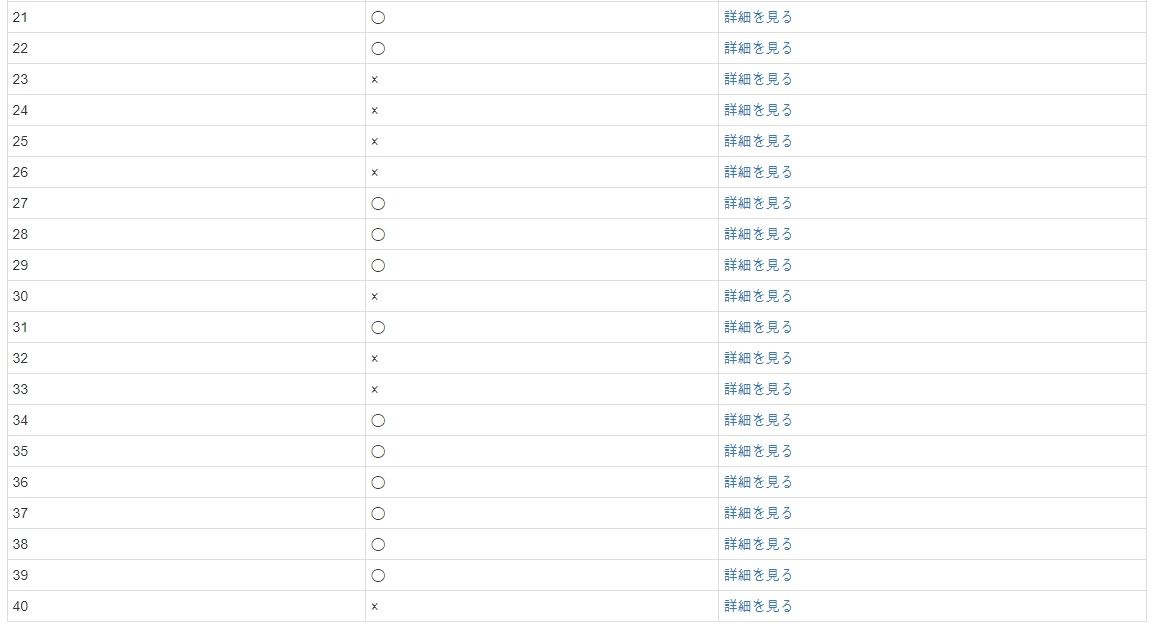 21 ◯ 詳細を見る
22 ◯ 詳細を見る
23 × 詳細を見る
24 × 詳細を見る
25 × 詳細を見る
26 × 詳細を見る
27 ◯ 詳細を見る
28 ◯ 詳細を見る
29 ◯ 詳細を見る
30 × 詳細を見る
31 ◯ 詳細を見る
32 × 詳細を見る
33 × 詳細を見る
34 ◯ 詳細を見る
35 ◯ 詳細を見る
36 ◯ 詳細を見る
37 ◯ 詳細を見る
38 ◯ 詳細を見る
39 ◯ 詳細を見る
40 × 詳細を見る